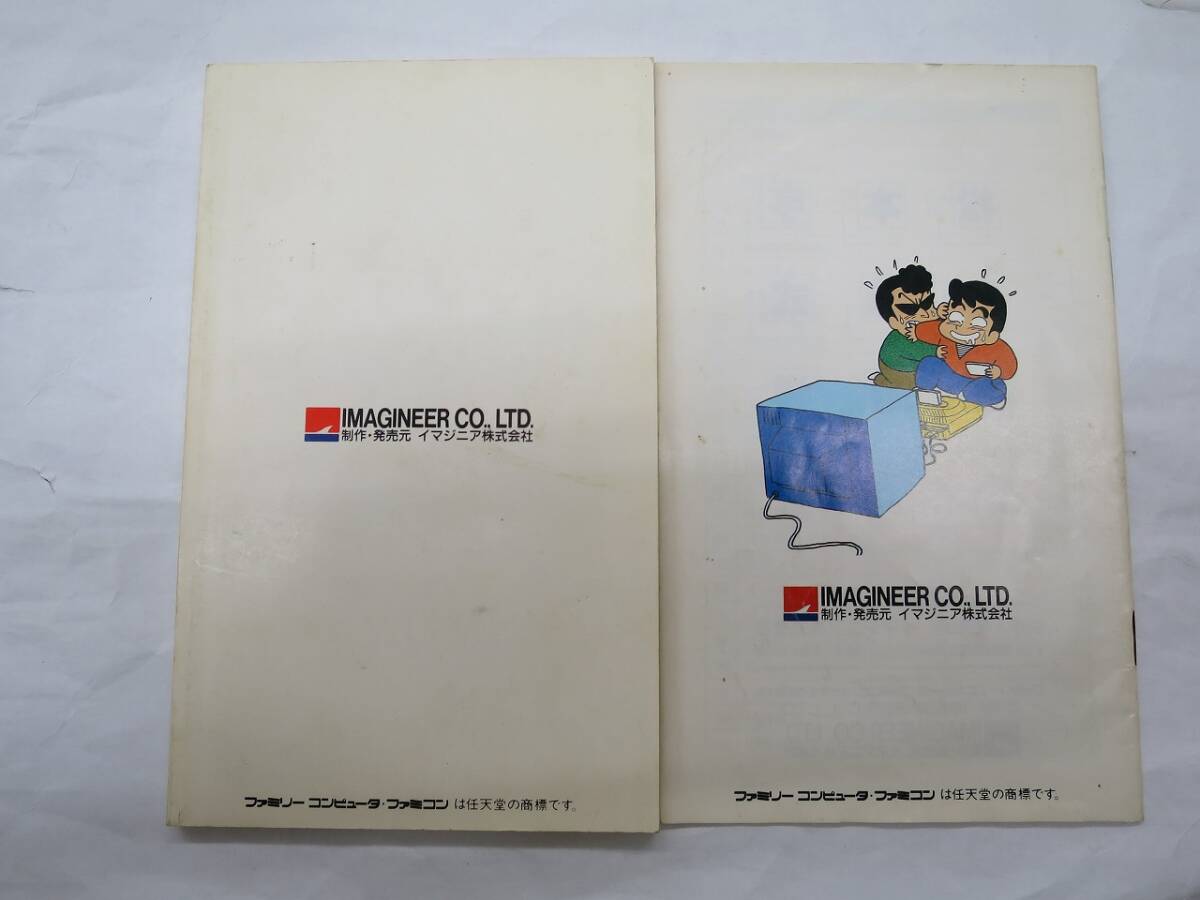 IMAGINEER CO., LTD.
制作・発売元 イマジニア株式会社
ファミリー コンピュータ・ファミコン は任天堂の商標です。
IMAGINEER CO., LTD.
制作・発売元 イマジニア株式会社
ファミリー コンピュータ・ファミコン は任天堂の商標です。